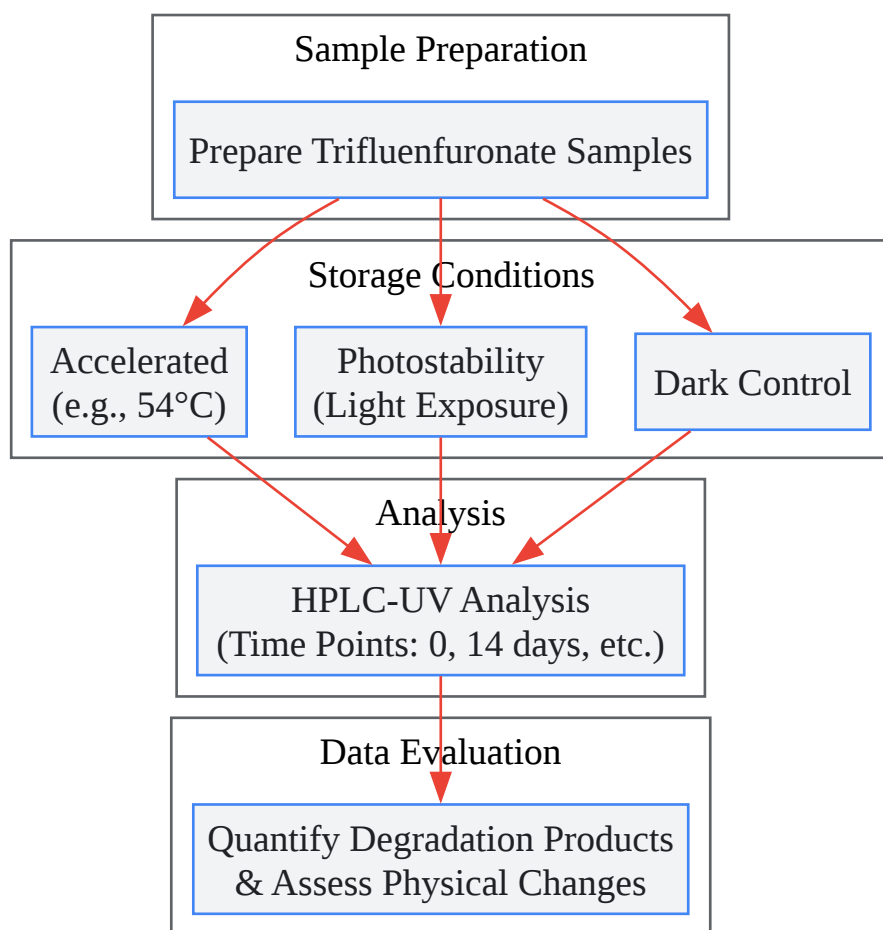 Sample Preparation
Prepare Trifluenfuronate Samples
Storage Conditions
Accelerated
(e.g., 54°C)
Photostability
(Light Exposure)
Dark Control
Analysis
HPLC-UV Analysis
(Time Points: 0, 14 days, etc.)
Data Evaluation
Quantify Degradation Products
& Assess Physical Changes